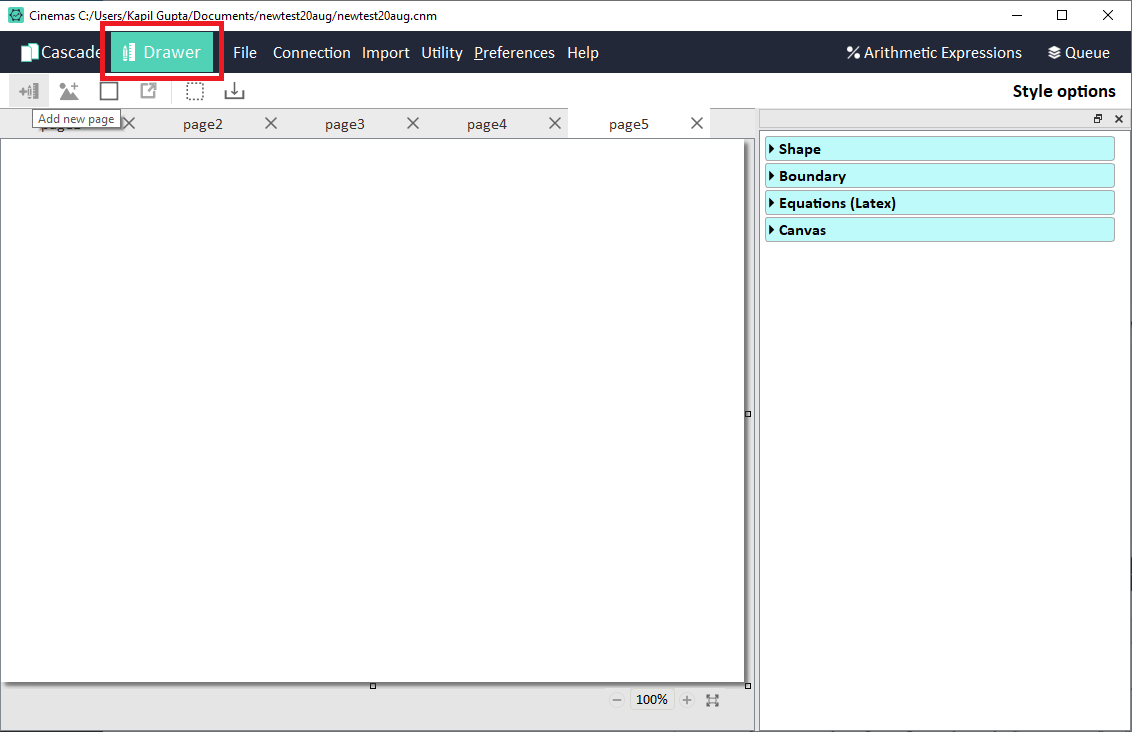 Cinemas C:/Users/Kapil Gupta/Documents/newtest20aug/newtest20aug.cnm
Cascade Drawer File Connection Import Utility Preferences Help Arithmetic Expressions Queue
Style options
Add new page
page2 page3 page4 page5
Shape
Boundary
Equations (Latex)
Canvas
100%